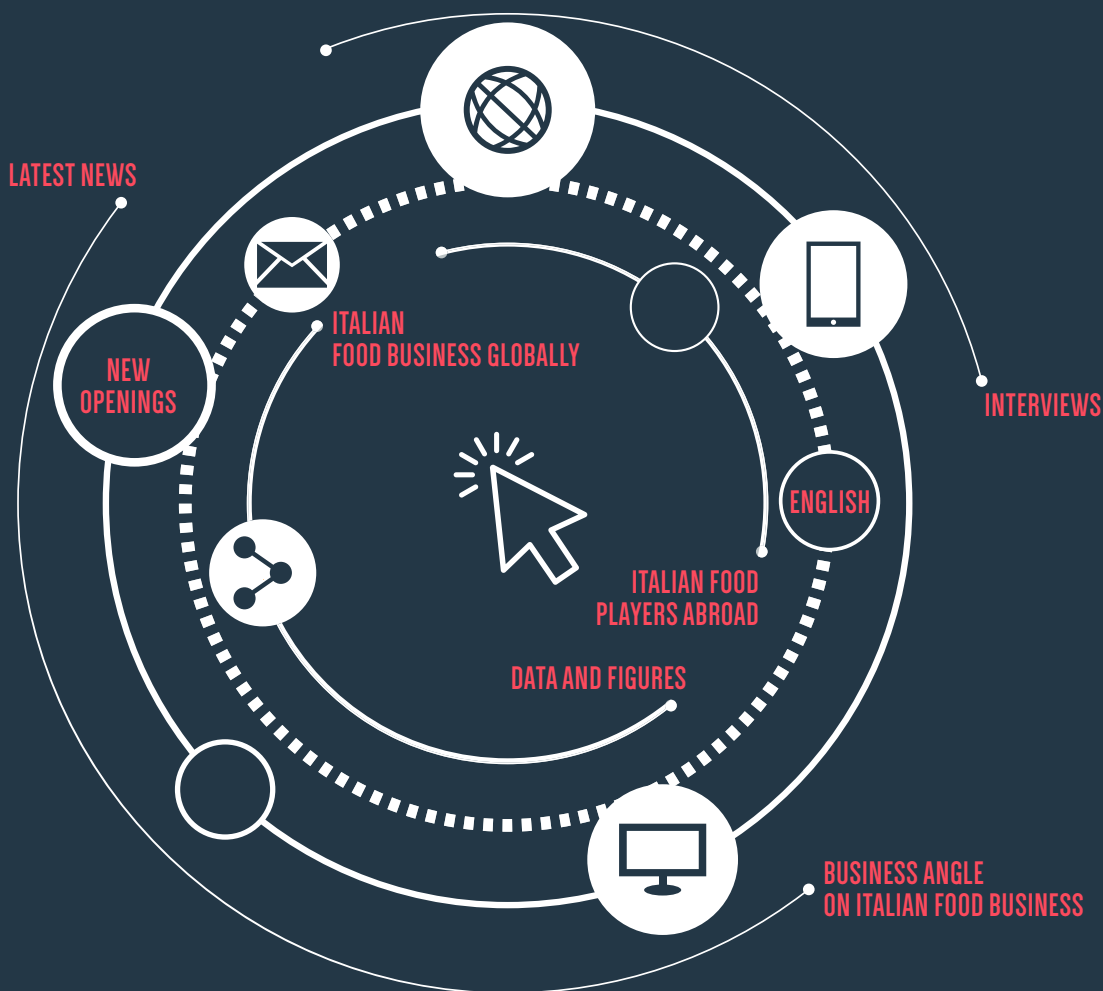 LATEST NEWS
ITALIAN
FOOD BUSINESS GLOBALLY
NEW
OPENINGS
INTERVIEWS
ENGLISH
ITALIAN FOOD
PLAYERS ABROAD
DATA AND FIGURES
BUSINESS ANGLE
ON ITALIAN FOOD BUSINESS